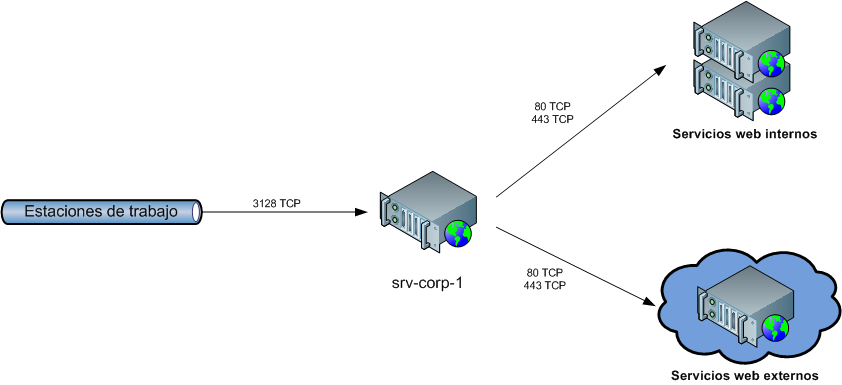 80 TCP
443 TCP
Servicios web internos
Estaciones de trabajo
3128 TCP
srv-corp-1
80 TCP
443 TCP
Servicios web externos